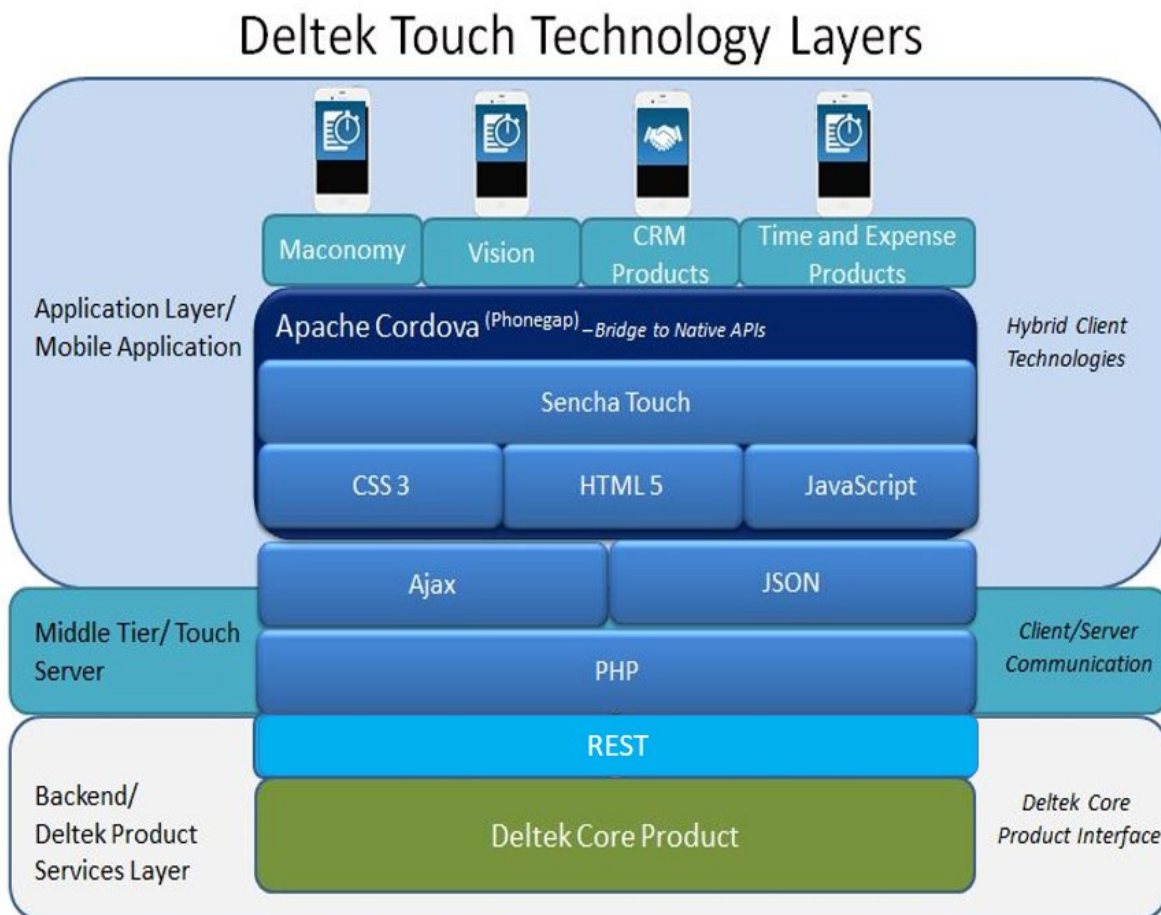 Deltek Touch Technology Layers
Maconomy
Vision
CRM
Products
Time and Expense
Products
Application Layer/
Mobile Application
Apache Cordova (Phonegap) – Bridge to Native APIs
Hybrid Client
Technologies
Sencha Touch
CSS 3
HTML 5
JavaScript
Ajax
JSON
Middle Tier/ Touch
Server
PHP
Client/Server
Communication
REST
Backend/
Deltek Product
Services Layer
Deltek Core Product
Deltek Core
Product Interface